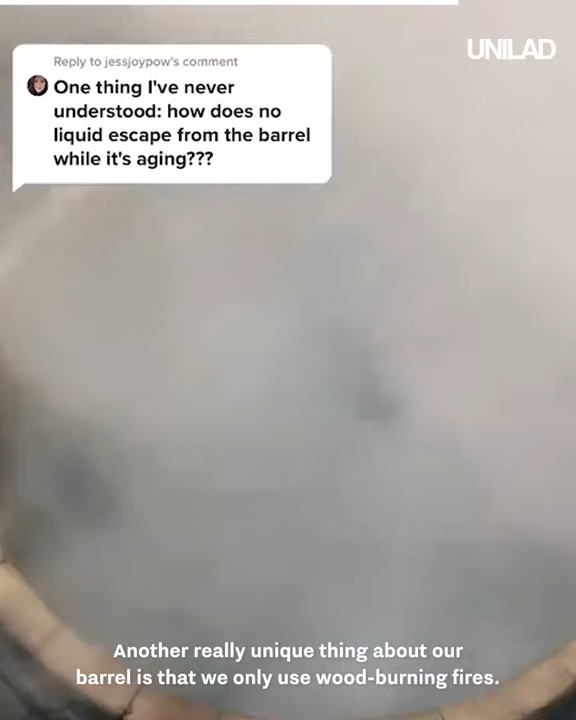 UNILAD
Reply to jessjoypow's comment
One thing I've never
understood: how does no
liquid escape from the barrel
while it's aging???
Another really unique thing about our
barrel is that we only use wood-burning fires.